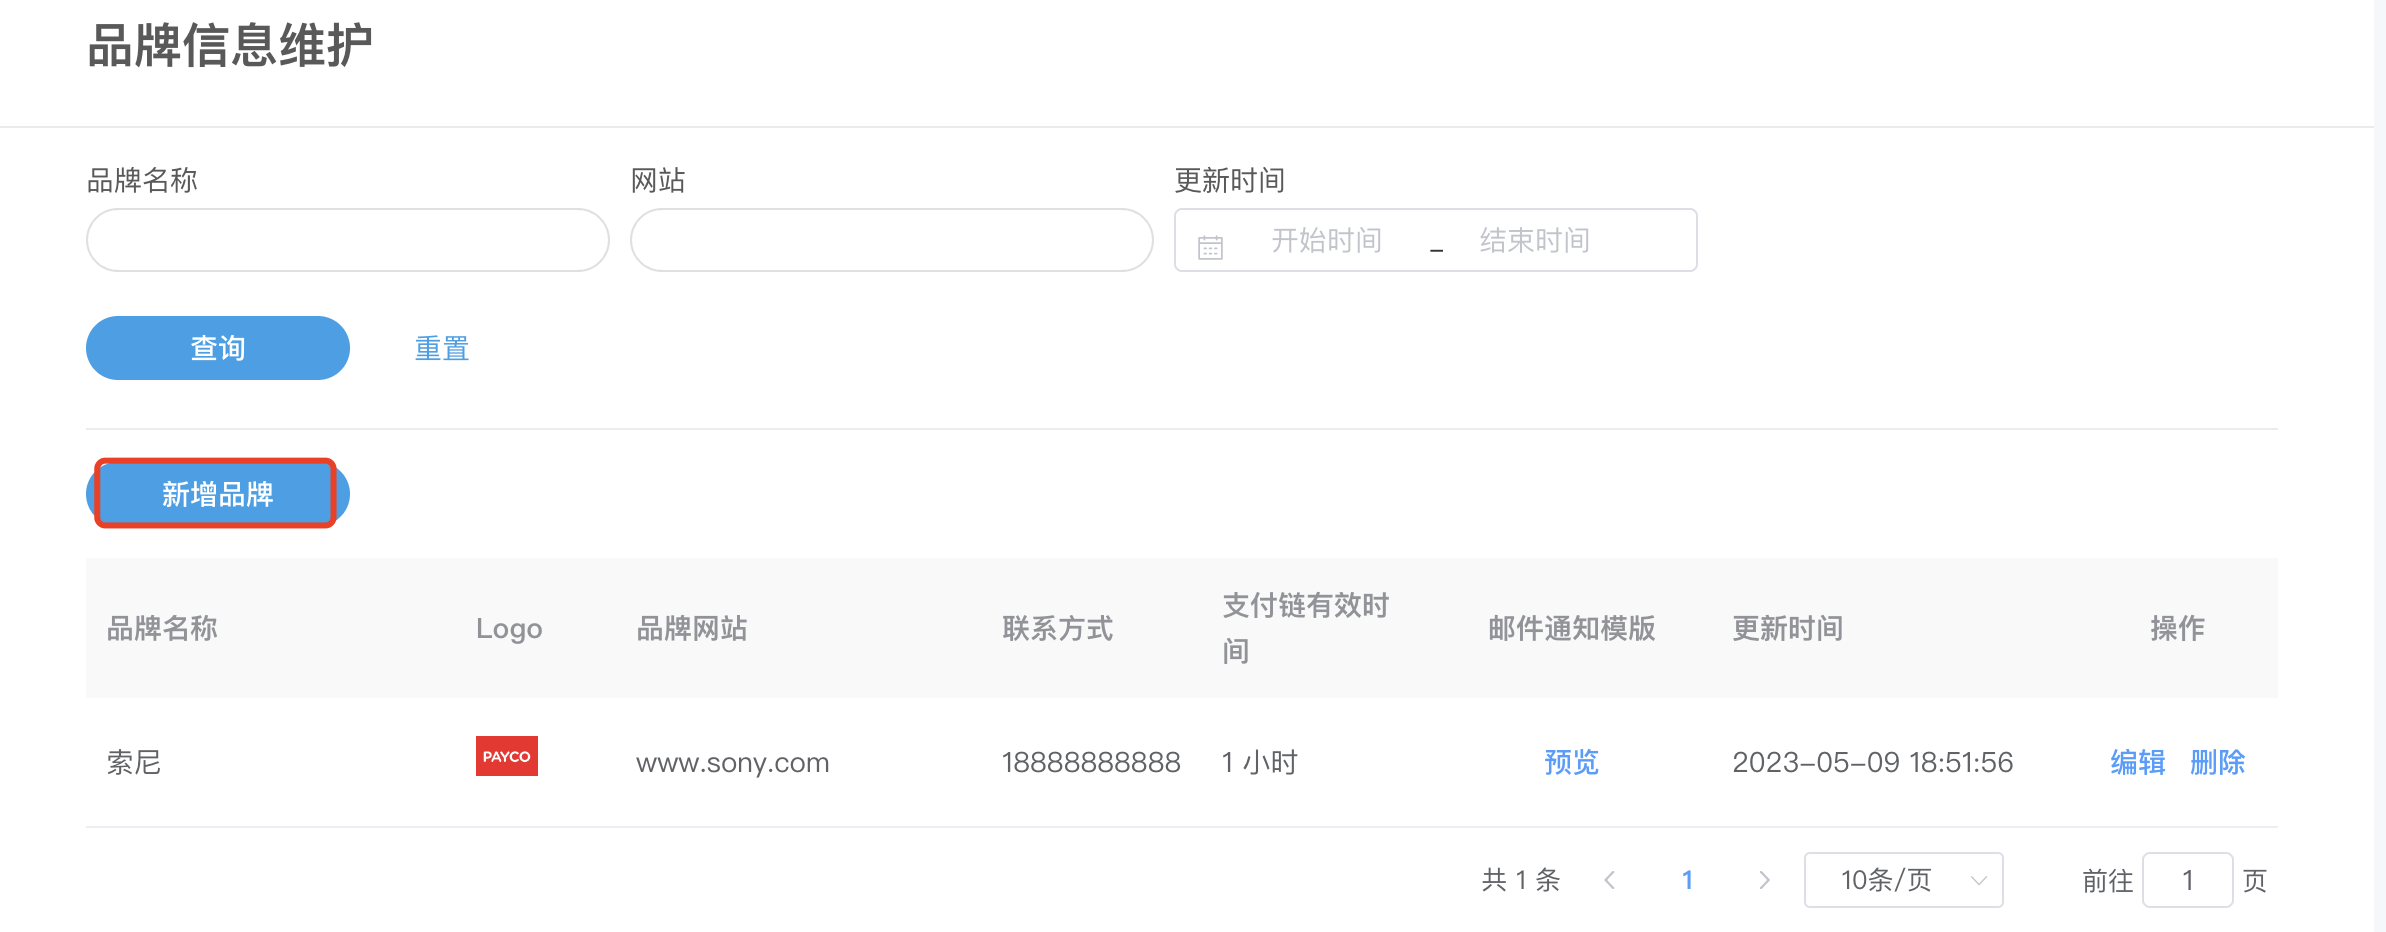 品牌信息维护
品牌名称 网站 更新时间
开始时间 – 结束时间
查询 重置
新增品牌
品牌名称 Logo 品牌网站 联系方式 支付链有效时间 邮件通知模版 更新时间 操作
索尼 PAYCO www.sony.com 18888888888 1 小时 预览 2023-05-09 18:51:56 编辑 删除
共 1 条 < 1 > 10条/页 前往 1 页